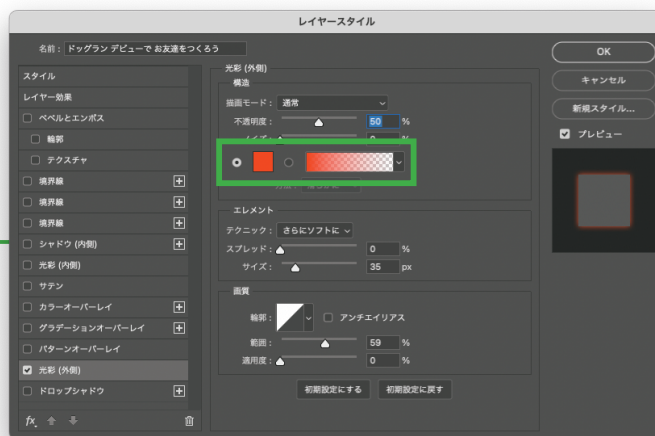 レイヤースタイル
名前： ドッグラン デビューで お友達をつくろう
スタイル
レイヤー効果
ベベルとエンボス
輪郭
テクスチャ
境界線
境界線
境界線
シャドウ (内側)
光彩 (内側)
サテン
カラーオーバーレイ
グラデーションオーバーレイ
パターンオーバーレイ
光彩 (外側)
ドロップシャドウ
fx
光彩 (外側)
構造
描画モード： 通常
不透明度： 50 %
エレメント
テクニック： さらにソフトに
スプレッド： 0 %
サイズ： 35 px
画質
輪郭： アンチエイリアス
範囲： 59 %
適用度： 0 %
初期設定にする 初期設定に戻す
OK
キャンセル
新規スタイル...
プレビュー